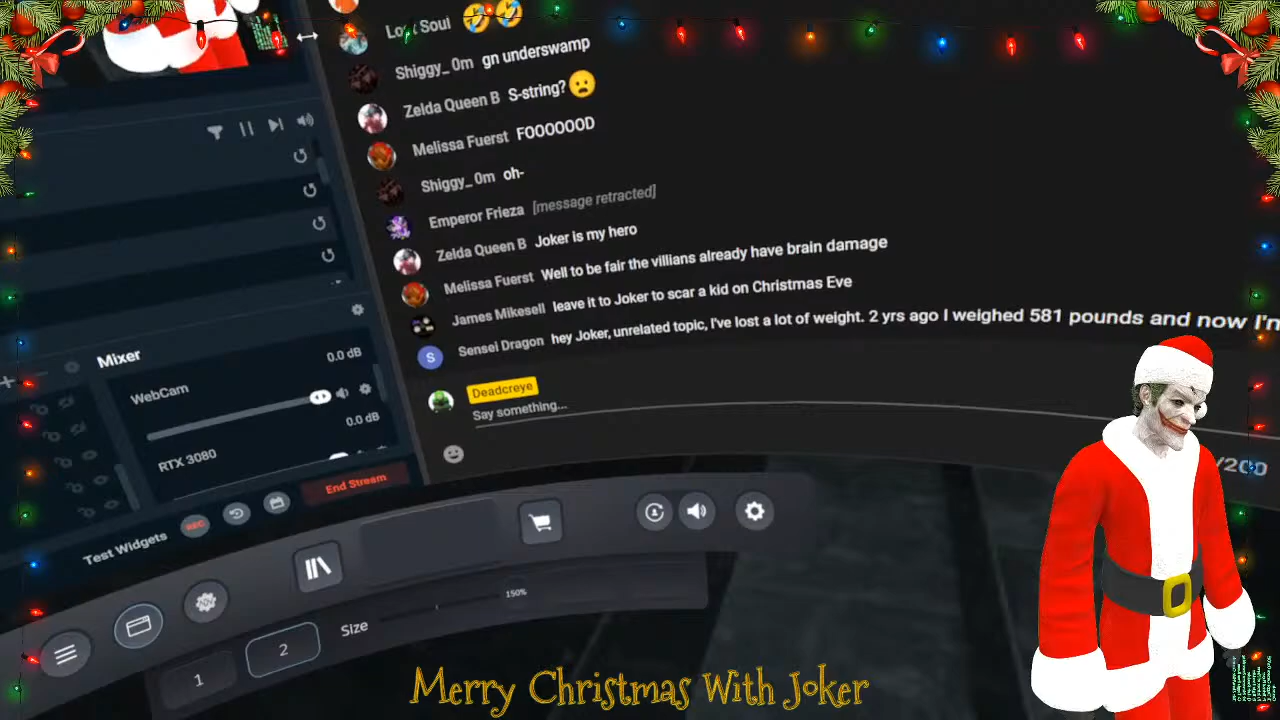 Lost Soul 🤣🤣
Shiggy_0m gn underswamp
Zelda Queen B S-string?😦
Melissa Fuerst FOOOOOOD
Shiggy_0m oh-
Emperor Frieza [message retracted]
Zelda Queen B Joker is my hero
Melissa Fuerst Well to be fair the villians already have brain damage
James Mikesell leave it to Joker to scar a kid on Christmas Eve
Sensei Dragon hey Joker, unrelated topic, I've lost a lot of weight. 2 yrs ago I weighed 581 pounds and now I'm
S
Deadcreye
Say something...
/200
Mixer
0.0 dB
WebCam
0.0 dB
RTX 3080
End Stream
REC
Test Widgets
150%
Size
2
1
Merry Christmas With Joker